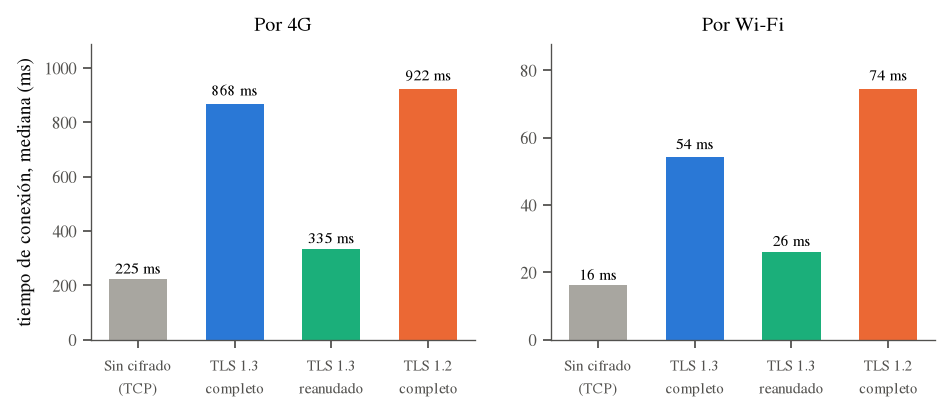 Por 4G
tiempo de conexión, mediana (ms)
1000
800
600
400
200
0
225 ms
868 ms
335 ms
922 ms
Sin cifrado
(TCP)
TLS 1.3
completo
TLS 1.3
reanudado
TLS 1.2
completo
Por Wi-Fi
80
60
40
20
0
16 ms
54 ms
26 ms
74 ms
Sin cifrado
(TCP)
TLS 1.3
completo
TLS 1.3
reanudado
TLS 1.2
completo